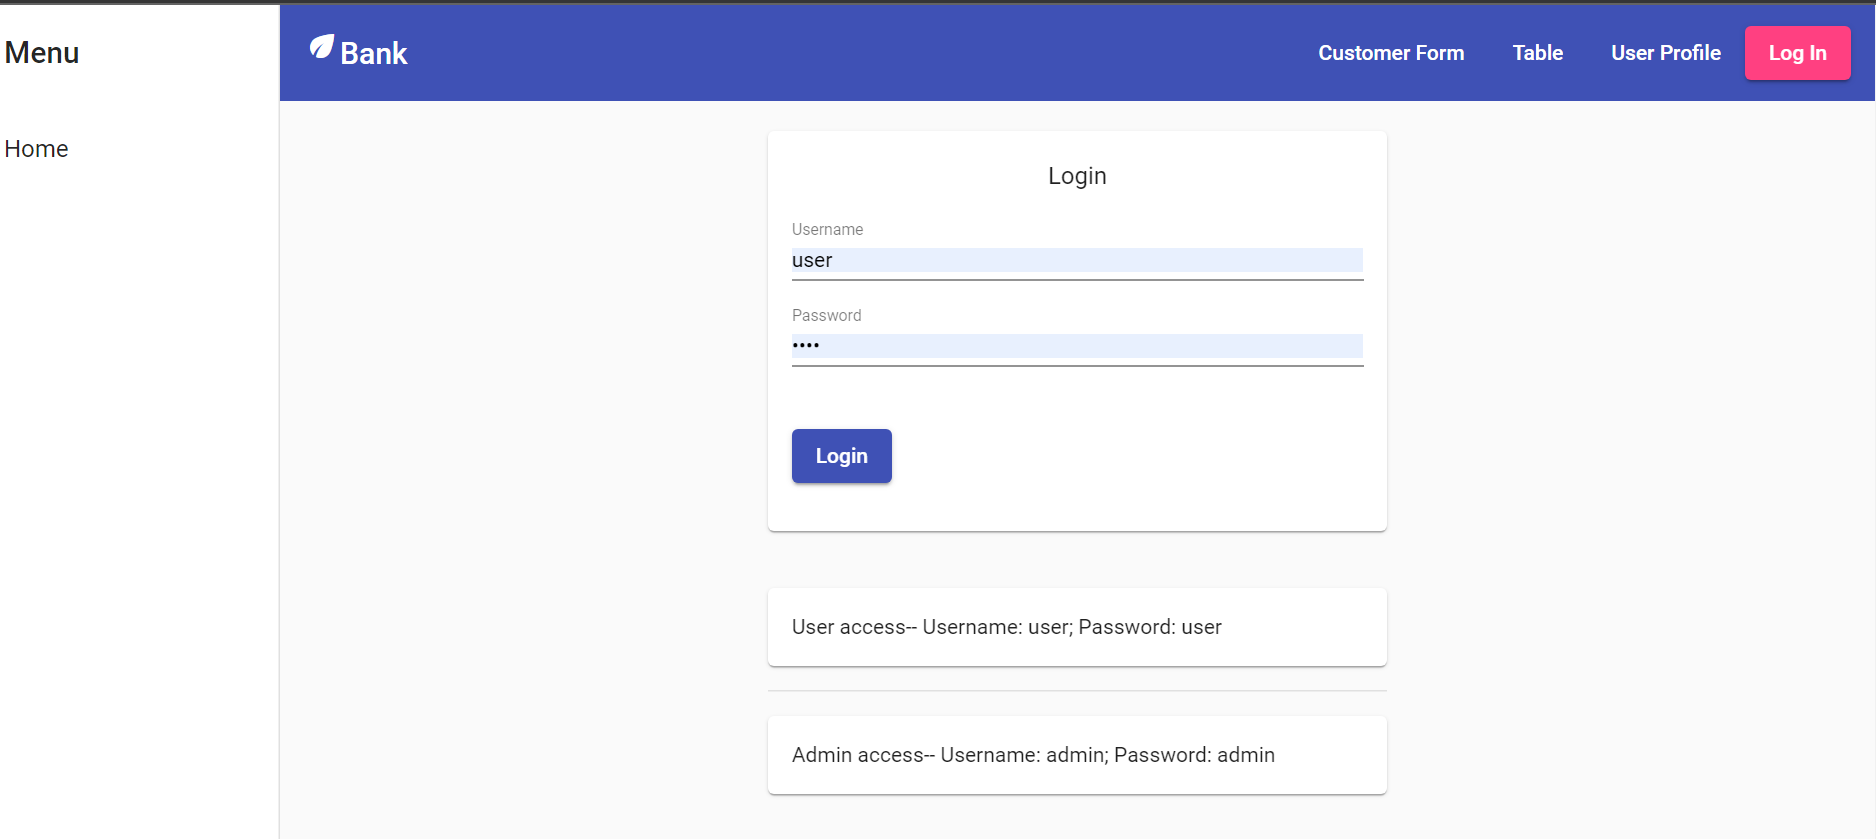 Menu
Home
Bank
Customer Form
Table
User Profile
Log In
Login
Username
user
Password
••••
Login
User access-- Username: user; Password: user
Admin access-- Username: admin; Password: admin